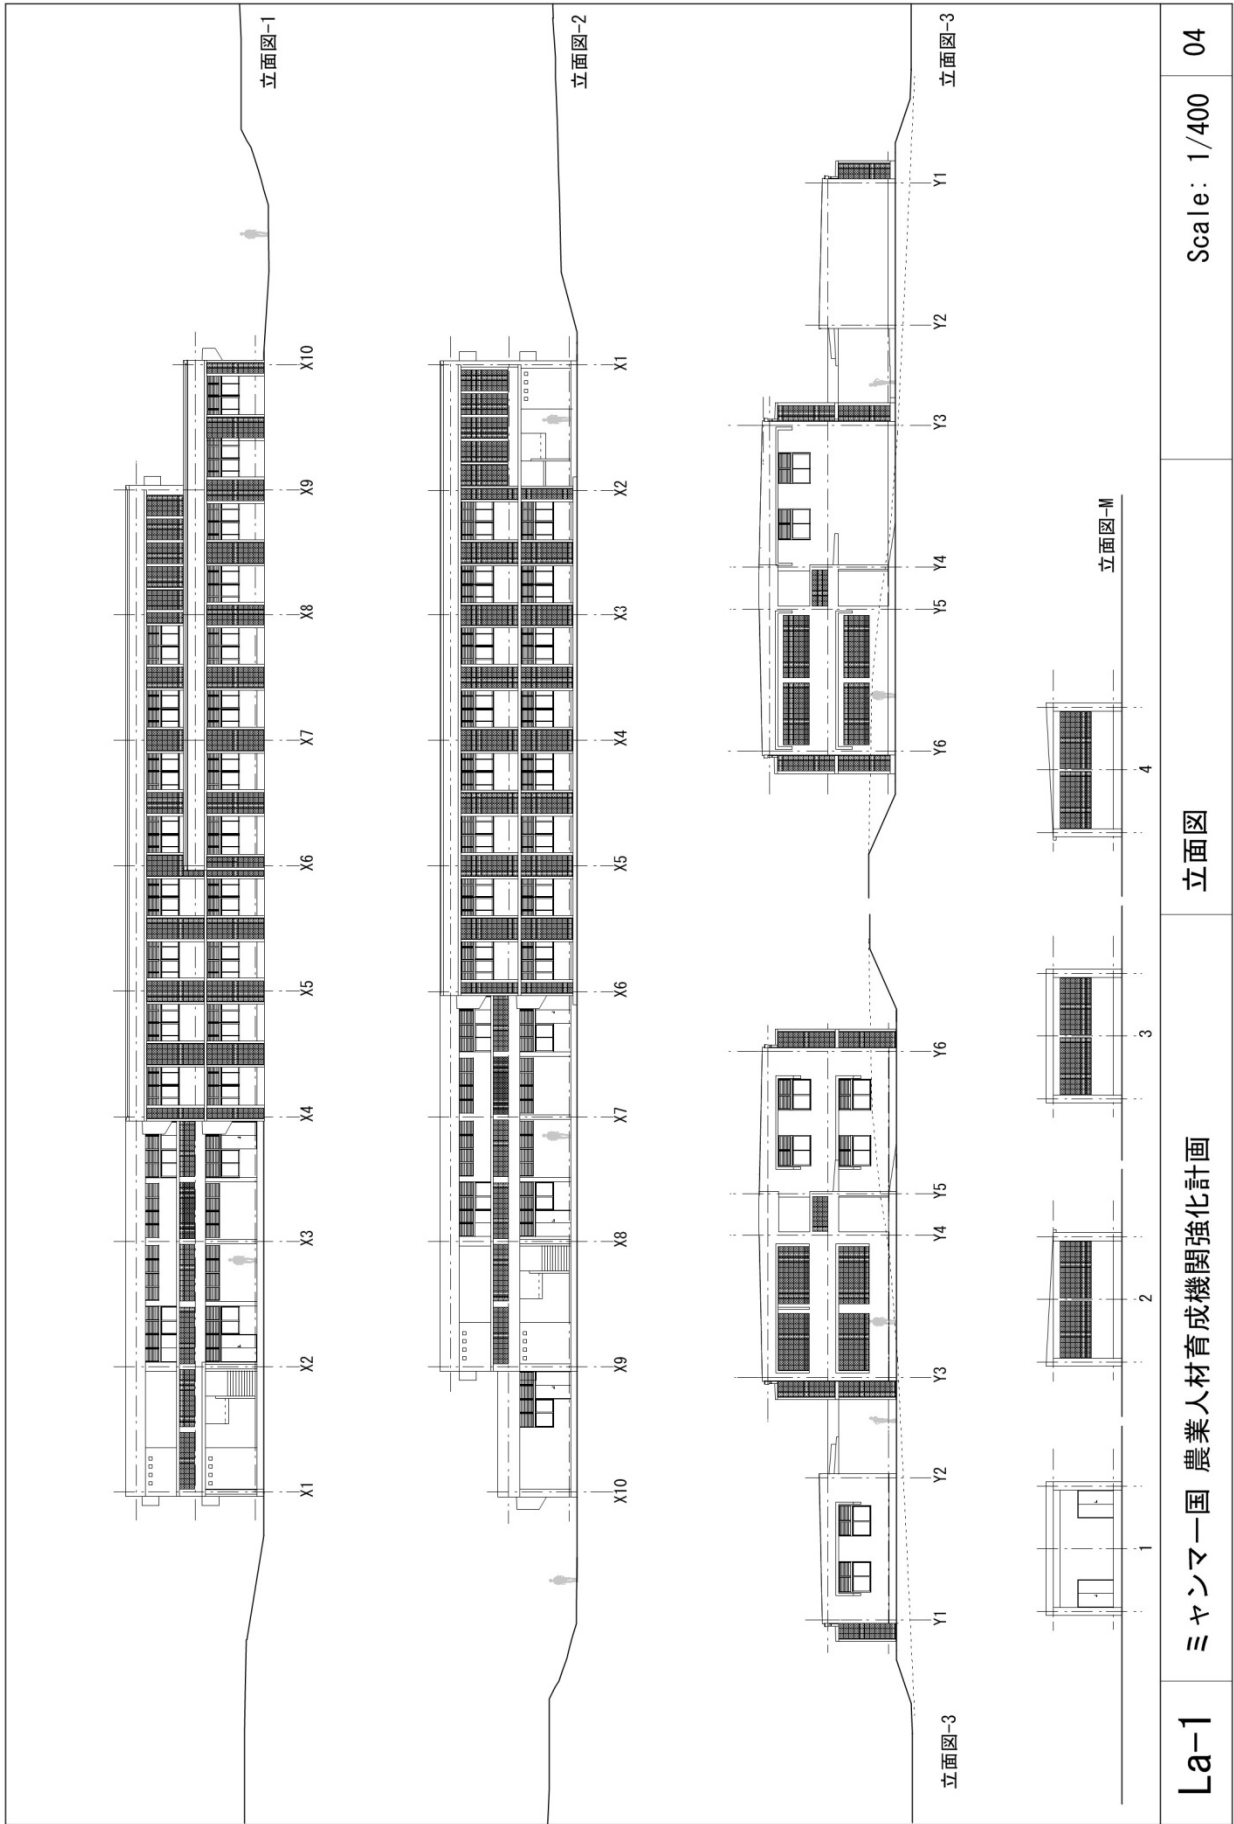 X1 X2 X3 X4 X5 X6 X7 X8 X9 X10
立面図-1
X10 X9 X8 X7 X6 X5 X4 X3 X2 X1
立面図-2
立面図-3
Y1 Y2 Y3 Y4 Y5 Y6
Y6 Y5 Y4 Y3 Y2 Y1
立面図-3
1 2 3 4
立面図-M
La-1
ミャンマー国 農業人材育成機関強化計画
立面図
Scale: 1/400
04